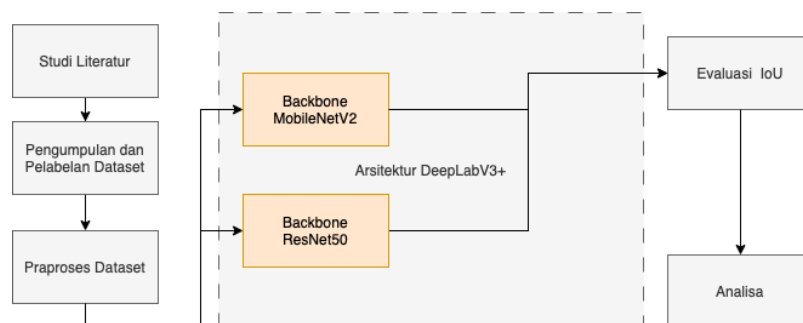 Studi Literatur
Pengumpulan dan
Pelabelan Dataset
Praproses Dataset
Backbone
MobileNetV2
Arsitektur DeepLabV3+
Backbone
ResNet50
Evaluasi IoU
Analisa